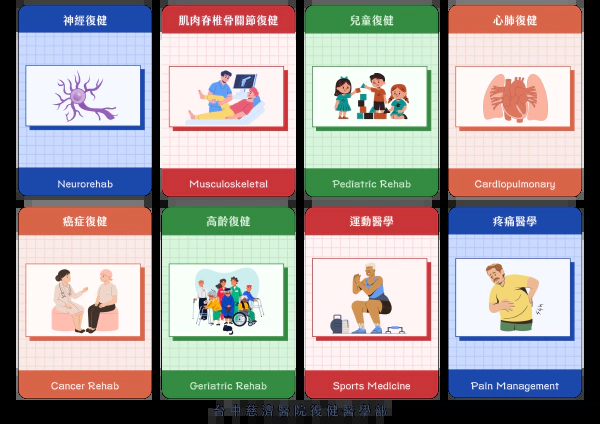 神經復健
肌肉脊椎骨關節復健
兒童復健
心肺復健
Neurorehab
Musculoskeletal
Pediatric Rehab
Cardiopulmonary
癌症復健
高齡復健
運動醫學
疼痛醫學
Cancer Rehab
Geriatric Rehab
Sports Medicine
Pain Management
台中慈濟醫院復健醫學部